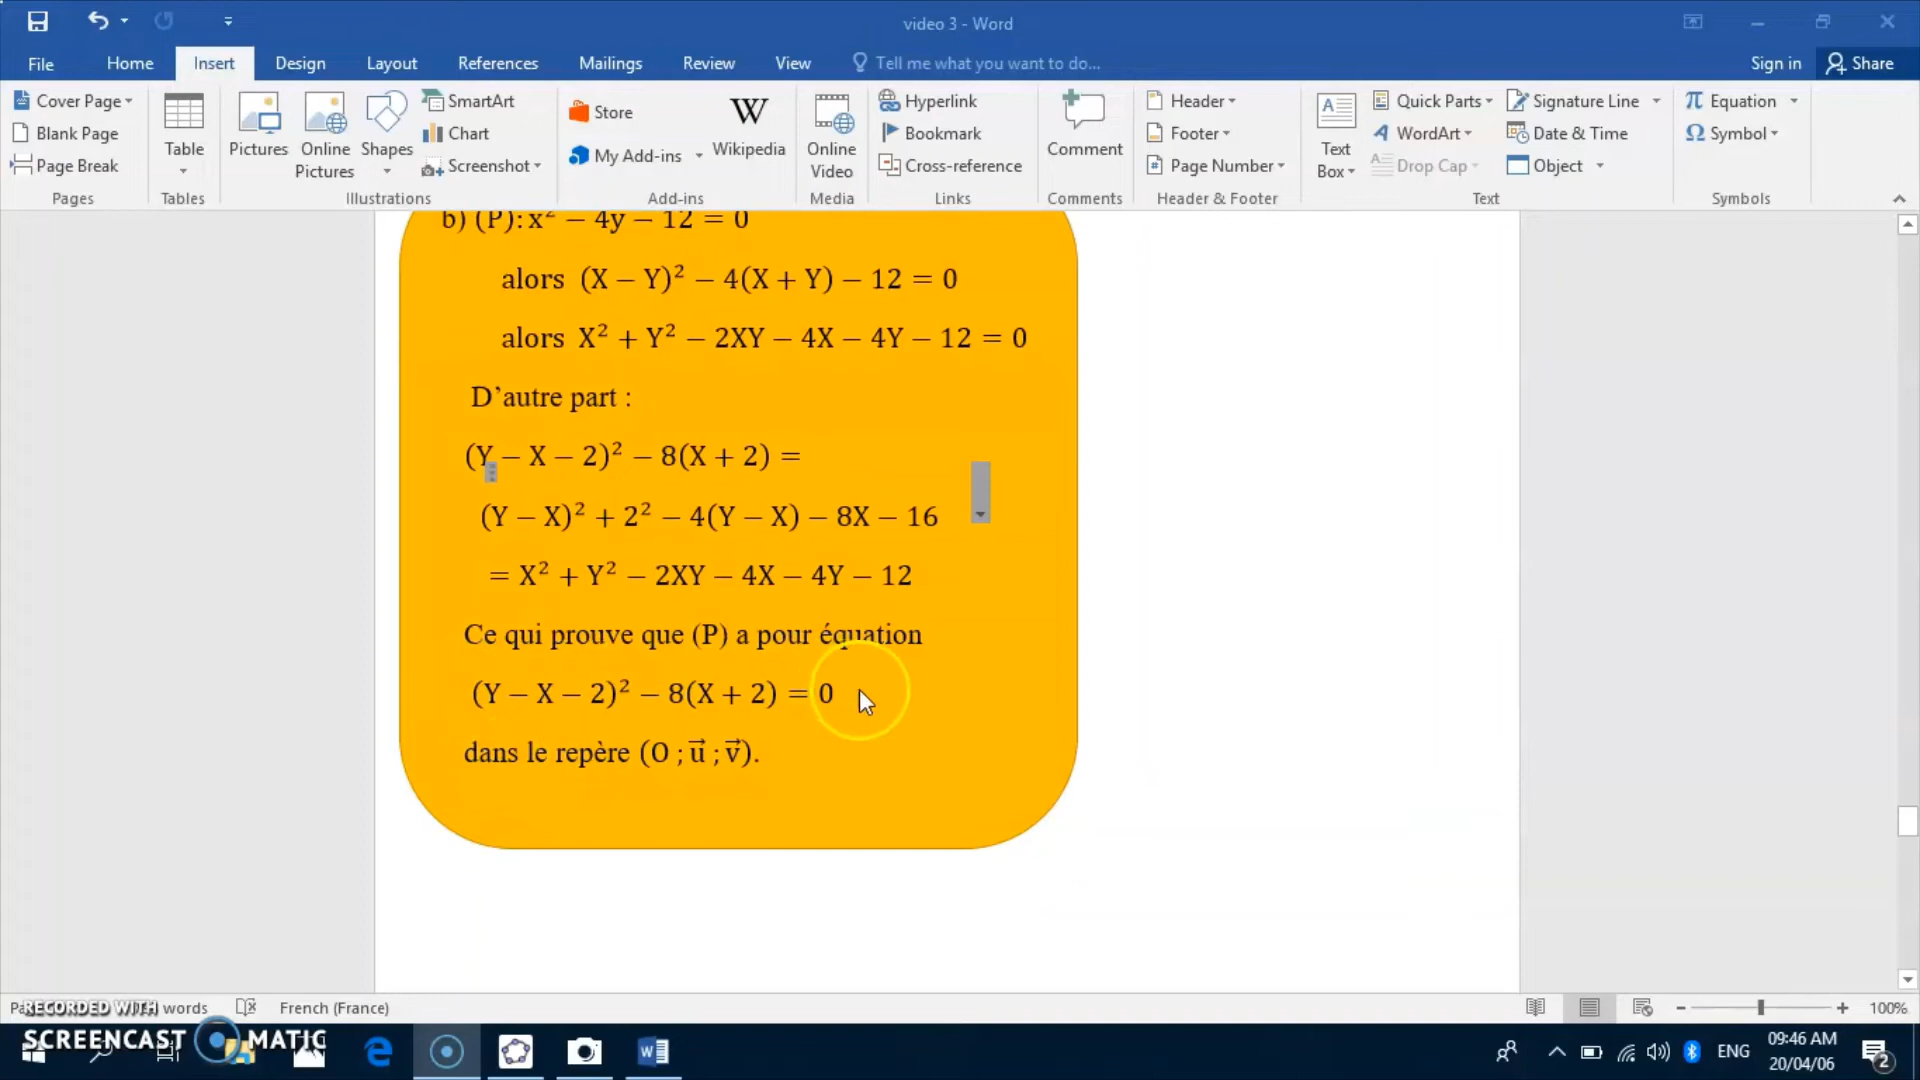 video 3 - Word
File Home Insert Design Layout References Mailings Review View Tell me what you want to do... Sign in Share
Cover Page
Blank Page
Page Break
Pages
Table
Tables
Pictures
Online Pictures
Shapes
SmartArt
Chart
Screenshot
Illustrations
Store
My Add-ins
Wikipedia
Add-ins
Online Video
Media
Hyperlink
Bookmark
Cross-reference
Links
Comment
Comments
Header
Footer
Page Number
Header & Footer
Text Box
Quick Parts
WordArt
Drop Cap
Signature Line
Date & Time
Object
Text
Equation
Symbol
Symbols
b) (P): x² − 4y − 12 = 0
alors (X − Y)² − 4(X + Y) − 12 = 0
alors X² + Y² − 2XY − 4X − 4Y − 12 = 0
D’autre part :
(Y − X − 2)² − 8(X + 2) =
(Y − X)² + 2² − 4(Y − X) − 8X − 16
= X² + Y² − 2XY − 4X − 4Y − 12
Ce qui prouve que (P) a pour équation
(Y − X − 2)² − 8(X + 2) = 0
dans le repère (O ; u⃗ ; v⃗).
words French (France) 100%
RECORDED WITH
SCREENCAST MATIC
ENG
09:46 AM
20/04/06
2